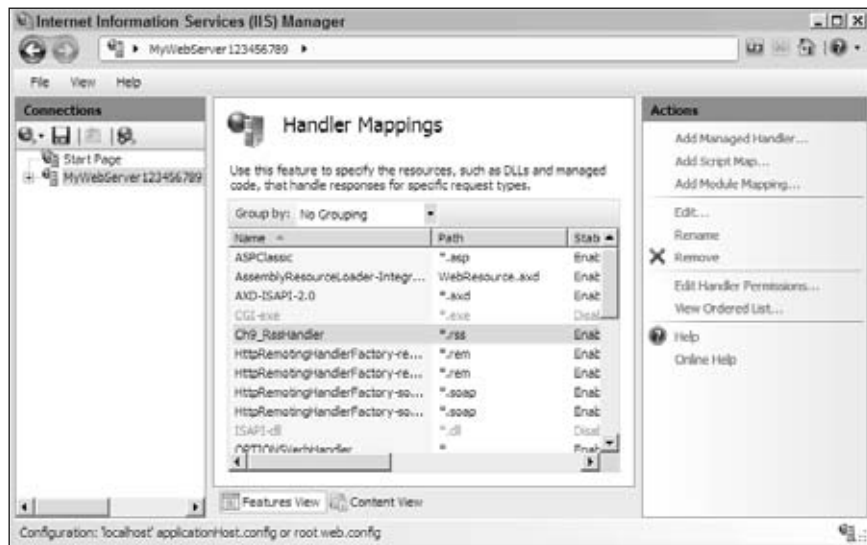 Internet Information Services (IIS) Manager
MyWebServer123456789
File View Help
Connections
Start Page
MyWebServer123456789
Handler Mappings
Use this feature to specify the resources, such as DLLs and managed
code, that handle responses for specific request types.
Group by: No Grouping
Name Path Stab
ASPClassic *.asp Enab
AssemblyResourceLoader-Integr... WebResource.axd Enab
AXD-ISAPI-2.0 *.axd Enab
CGI-exe *.exe Disal
Ch9_RssHandler *.rss Enab
HttpRemotingHandlerFactory-re... *.rem Enab
HttpRemotingHandlerFactory-re... *.rem Enab
HttpRemotingHandlerFactory-so... *.soap Enab
HttpRemotingHandlerFactory-so... *.soap Enab
ISAPI-dll *.dll Disal
OPTIONSVerbHandler * Enab
Features View Content View
Actions
Add Managed Handler...
Add Script Map...
Add Module Mapping...
Edit...
Rename
Remove
Edit Handler Permissions...
View Ordered List...
Help
Online Help
Configuration: 'localhost' applicationHost.config or root web.config